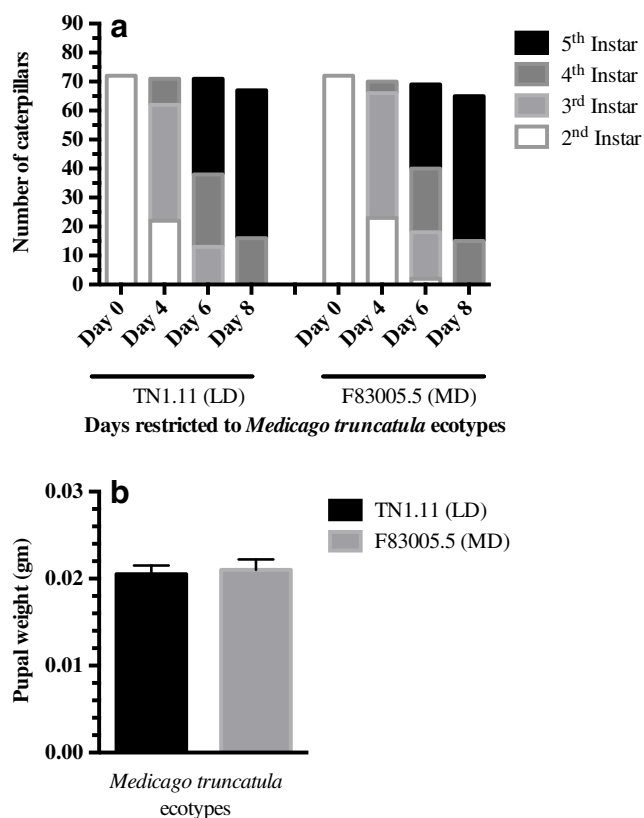 a
90
80
70
60
50
40
30
20
10
0
Number of caterpillars
5th Instar
4th Instar
3rd Instar
2nd Instar
Day 0 Day 4 Day 6 Day 8 Day 0 Day 4 Day 6 Day 8
TN1.11 (LD) F83005.5 (MD)
Days restricted to Medicago truncatula ecotypes
b
0.03
0.02
0.01
0.00
Pupal weight (gm)
TN1.11 (LD)
F83005.5 (MD)
Medicago truncatula
ecotypes